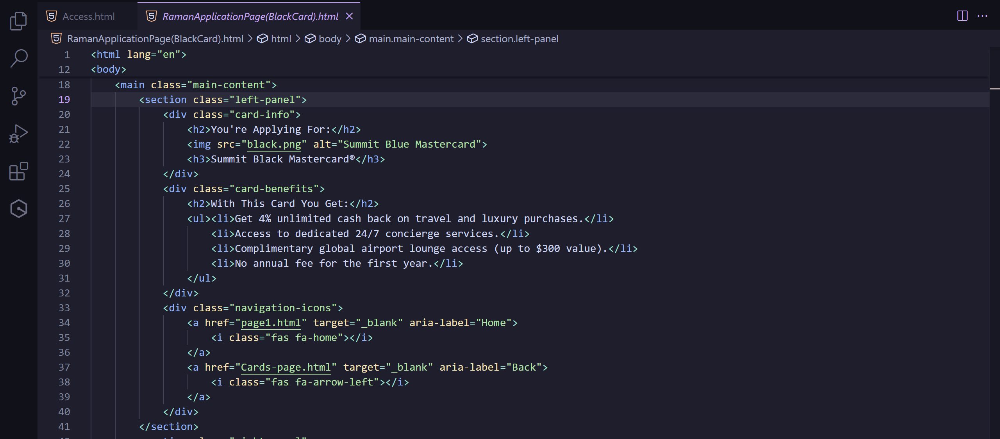 Access.html
RamanApplicationPage(BlackCard).html
RamanApplicationPage(BlackCard).html > html > body > main.main-content > section.left-panel
1 <html lang="en">
12 <body>
18 <main class="main-content">
19 <section class="left-panel">
20 <div class="card-info">
21 <h2>You're Applying For:</h2>
22 <img src="black.png" alt="Summit Blue Mastercard">
23 <h3>Summit Black Mastercard®</h3>
24 </div>
25 <div class="card-benefits">
26 <h2>With This Card You Get:</h2>
27 <ul><li>Get 4% unlimited cash back on travel and luxury purchases.</li>
28 <li>Access to dedicated 24/7 concierge services.</li>
29 <li>Complimentary global airport lounge access (up to $300 value).</li>
30 <li>No annual fee for the first year.</li>
31 </ul>
32 </div>
33 <div class="navigation-icons">
34 <a href="page1.html" target="_blank" aria-label="Home">
35 <i class="fas fa-home"></i>
36 </a>
37 <a href="Cards-page.html" target="_blank" aria-label="Back">
38 <i class="fas fa-arrow-left"></i>
39 </a>
40 </div>
41 </section>